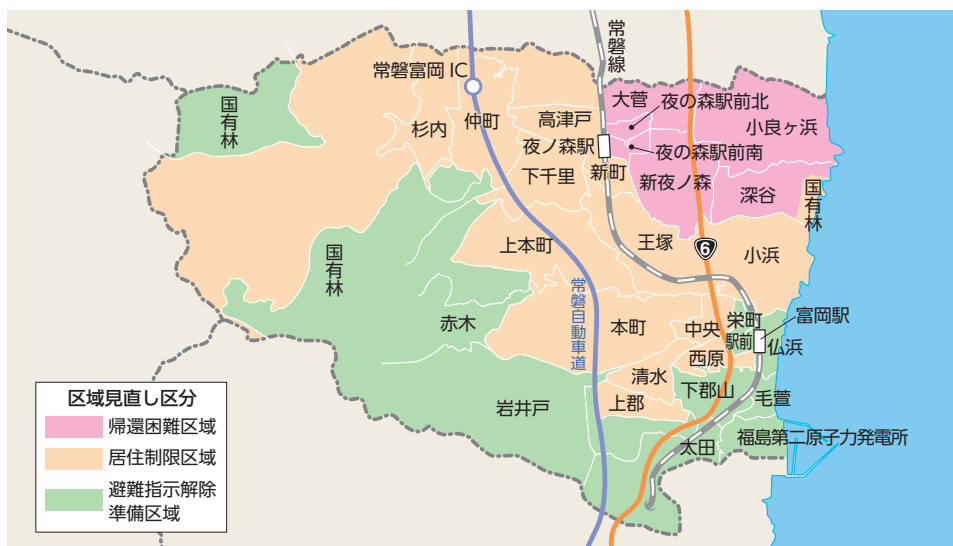 常磐線
常磐富岡IC
大菅
夜の森駅前北
小良ヶ浜
国有林
杉内
仲町
高津戸
夜ノ森駅
夜の森駅前南
下千里
新町
新夜ノ森
深谷
国有林
上本町
王塚
6
小浜
国有林
赤木
常磐自動車道
本町
中央
栄町
駅前
富岡駅
仏浜
西原
清水
下郡山
毛萱
上郡
岩井戸
太田
福島第二原子力発電所
区域見直し区分
帰還困難区域
居住制限区域
避難指示解除
準備区域